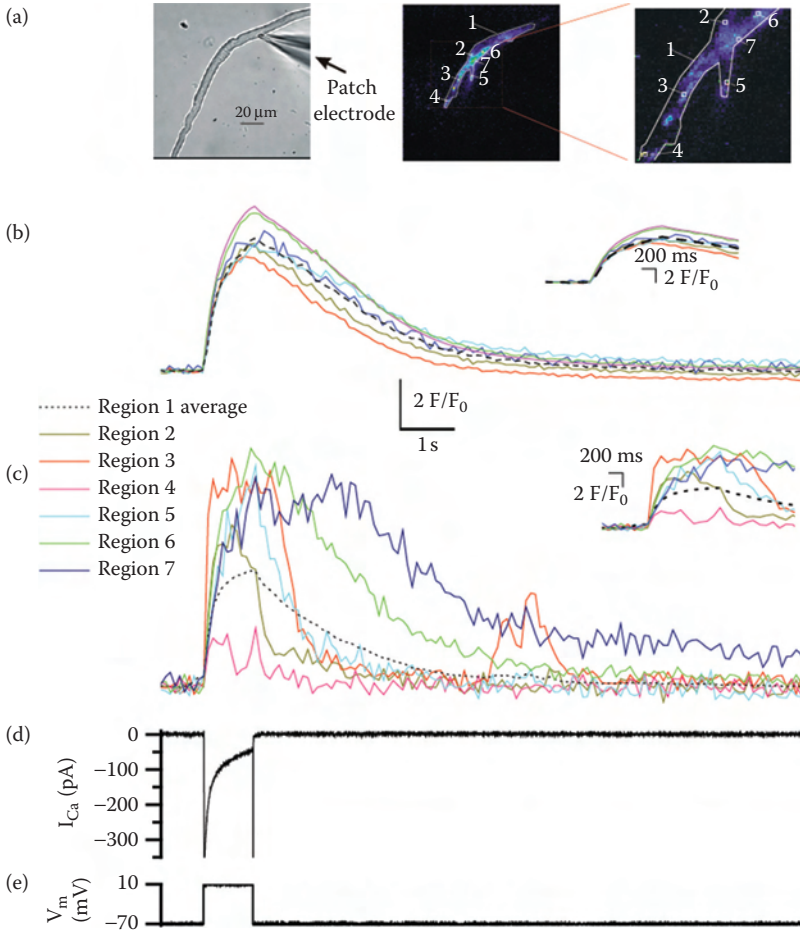 (a)
20 µm
Patch
electrode
1
2
6
7
3
5
4
1
2
6
7
3
5
4
(b)
200 ms
2 F/F0
2 F/F0
1 s
Region 1 average
Region 2
(c)
Region 3
Region 4
Region 5
Region 6
Region 7
200 ms
2 F/F0
(d)
0
−100
−200
−300
ICa (pA)
(e)
10
−70
Vm
(mV)